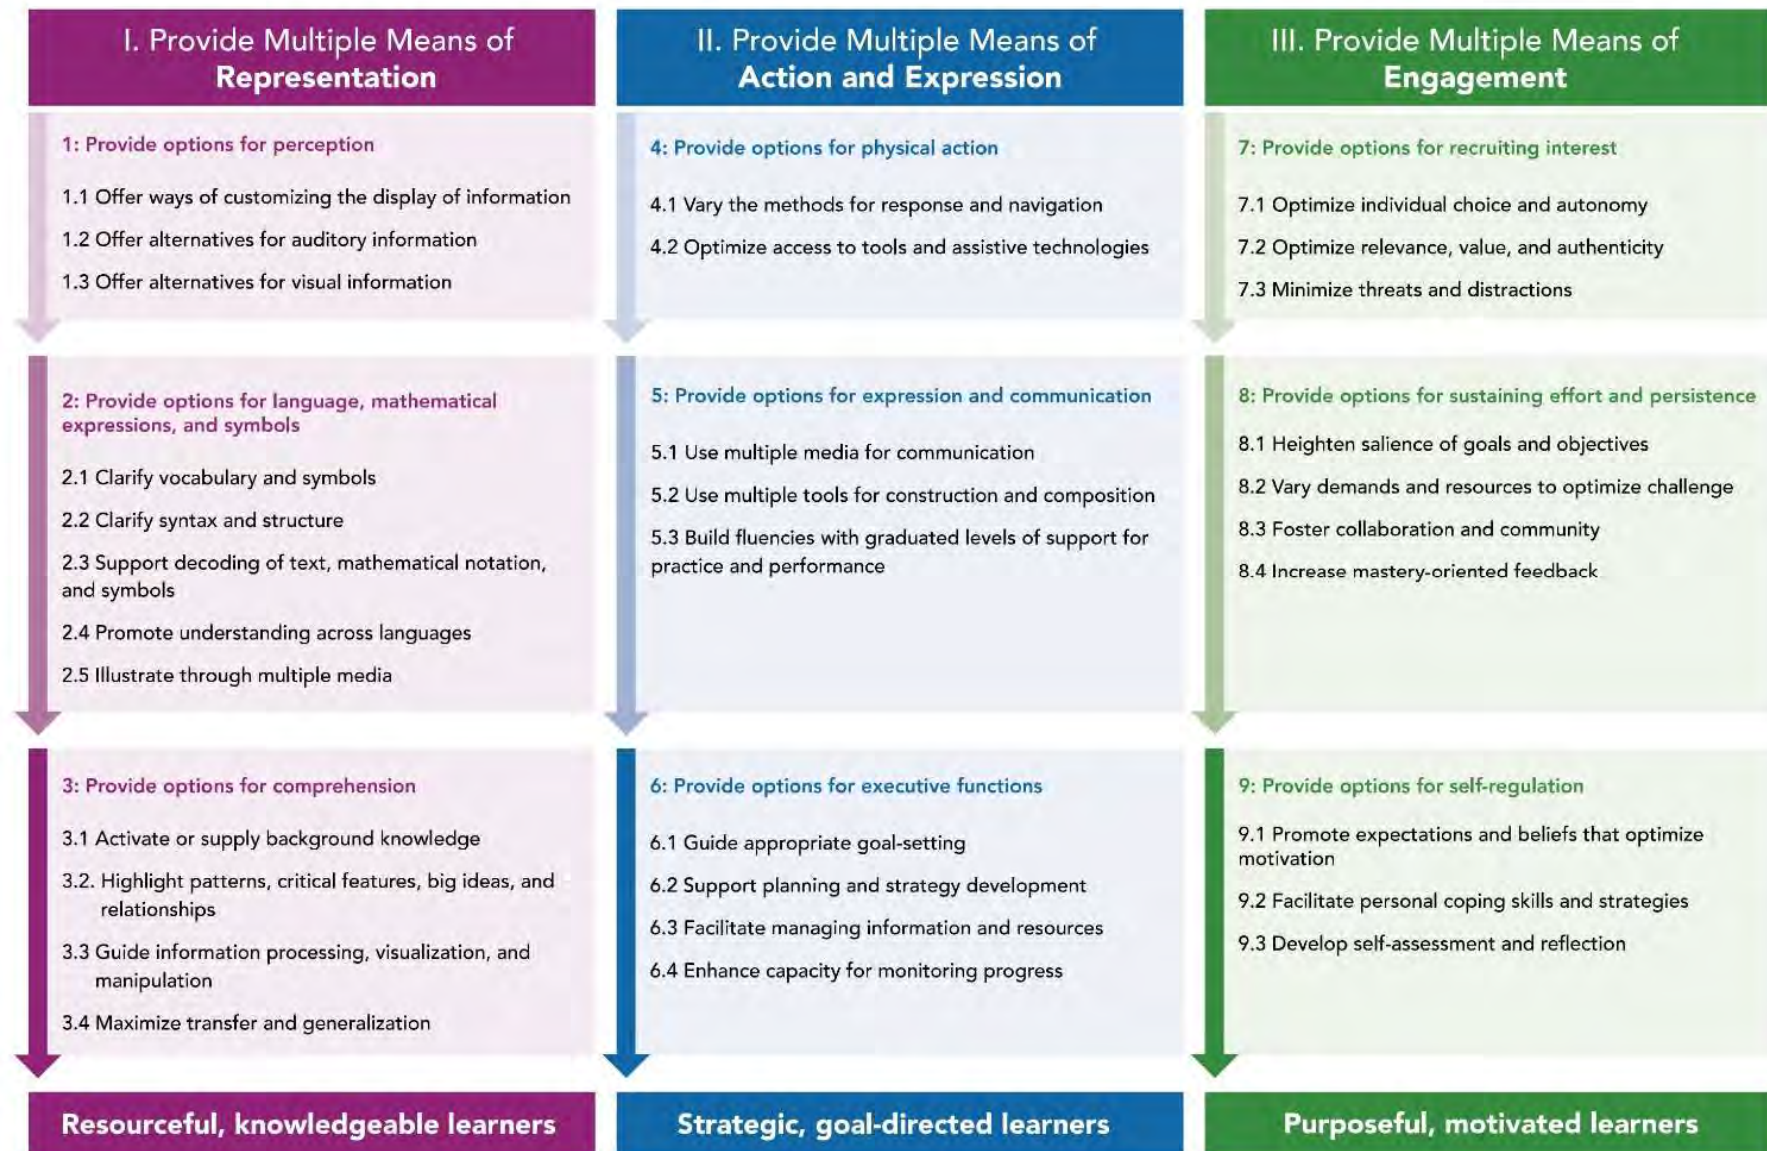 I. Provide Multiple Means of
Representation
1: Provide options for perception
1.1 Offer ways of customizing the display of information
1.2 Offer alternatives for auditory information
1.3 Offer alternatives for visual information
2: Provide options for language, mathematical
expressions, and symbols
2.1 Clarify vocabulary and symbols
2.2 Clarify syntax and structure
2.3 Support decoding of text, mathematical notation,
and symbols
2.4 Promote understanding across languages
2.5 Illustrate through multiple media
3: Provide options for comprehension
3.1 Activate or supply background knowledge
3.2. Highlight patterns, critical features, big ideas, and
relationships
3.3 Guide information processing, visualization, and
manipulation
3.4 Maximize transfer and generalization
Resourceful, knowledgeable learners
II. Provide Multiple Means of
Action and Expression
4: Provide options for physical action
4.1 Vary the methods for response and navigation
4.2 Optimize access to tools and assistive technologies
5: Provide options for expression and communication
5.1 Use multiple media for communication
5.2 Use multiple tools for construction and composition
5.3 Build fluencies with graduated levels of support for
practice and performance
6: Provide options for executive functions
6.1 Guide appropriate goal-setting
6.2 Support planning and strategy development
6.3 Facilitate managing information and resources
6.4 Enhance capacity for monitoring progress
Strategic, goal-directed learners
III. Provide Multiple Means of
Engagement
7: Provide options for recruiting interest
7.1 Optimize individual choice and autonomy
7.2 Optimize relevance, value, and authenticity
7.3 Minimize threats and distractions
8: Provide options for sustaining effort and persistence
8.1 Heighten salience of goals and objectives
8.2 Vary demands and resources to optimize challenge
8.3 Foster collaboration and community
8.4 Increase mastery-oriented feedback
9: Provide options for self-regulation
9.1 Promote expectations and beliefs that optimize
motivation
9.2 Facilitate personal coping skills and strategies
9.3 Develop self-assessment and reflection
Purposeful, motivated learners